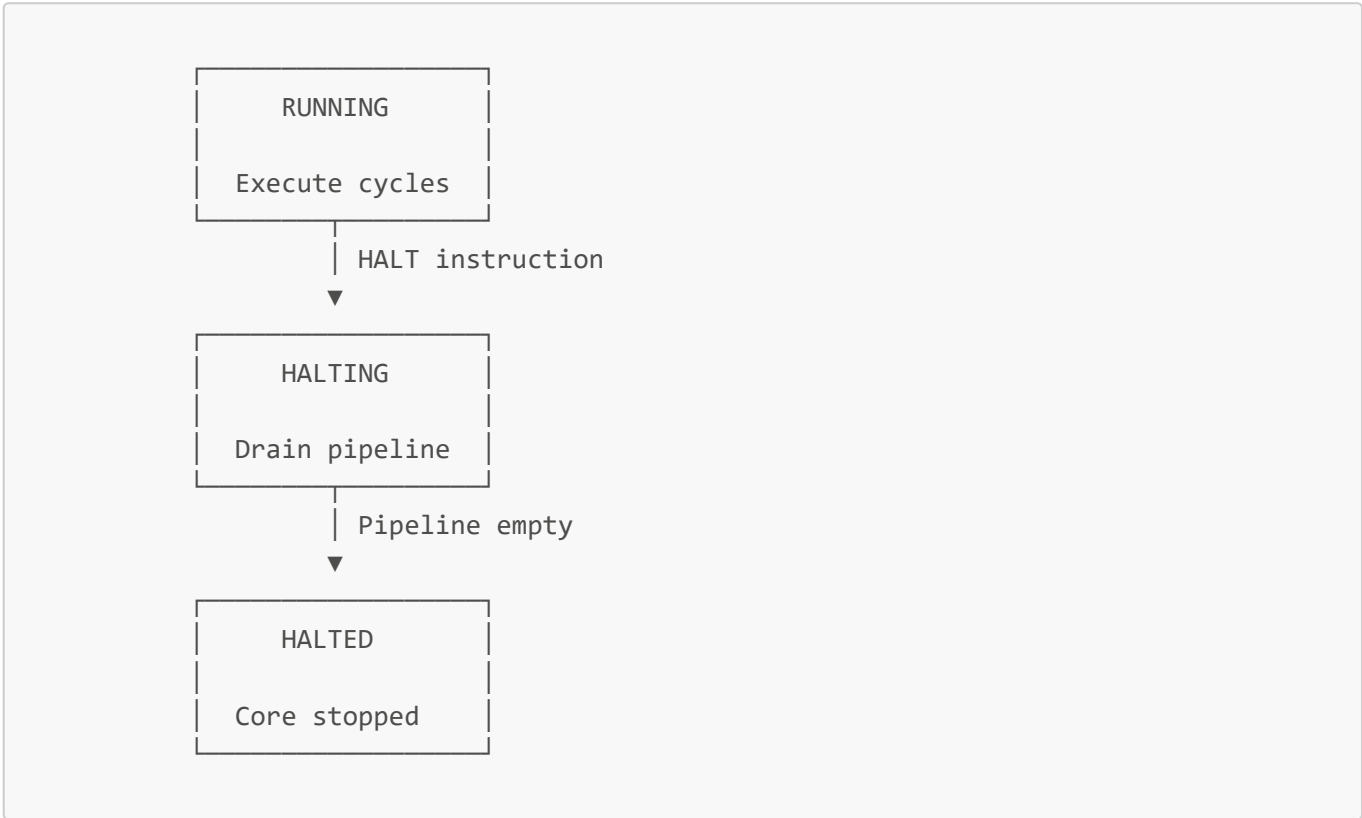 RUNNING
Execute cycles
HALT instruction
HALTING
Drain pipeline
Pipeline empty
HALTED
Core stopped